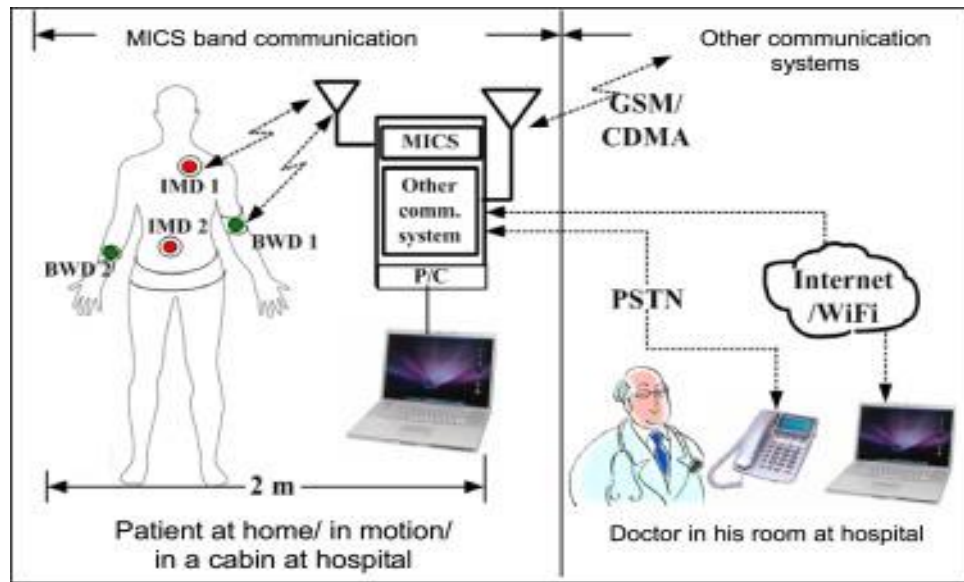 MICS band communication
Other communication
systems
GSM/
CDMA
MICS
Other
comm.
system
P/C
IMD 1
IMD 2
BWD 1
BWD 2
PSTN
Internet
/WiFi
2 m
Patient at home/ in motion/
in a cabin at hospital
Doctor in his room at hospital